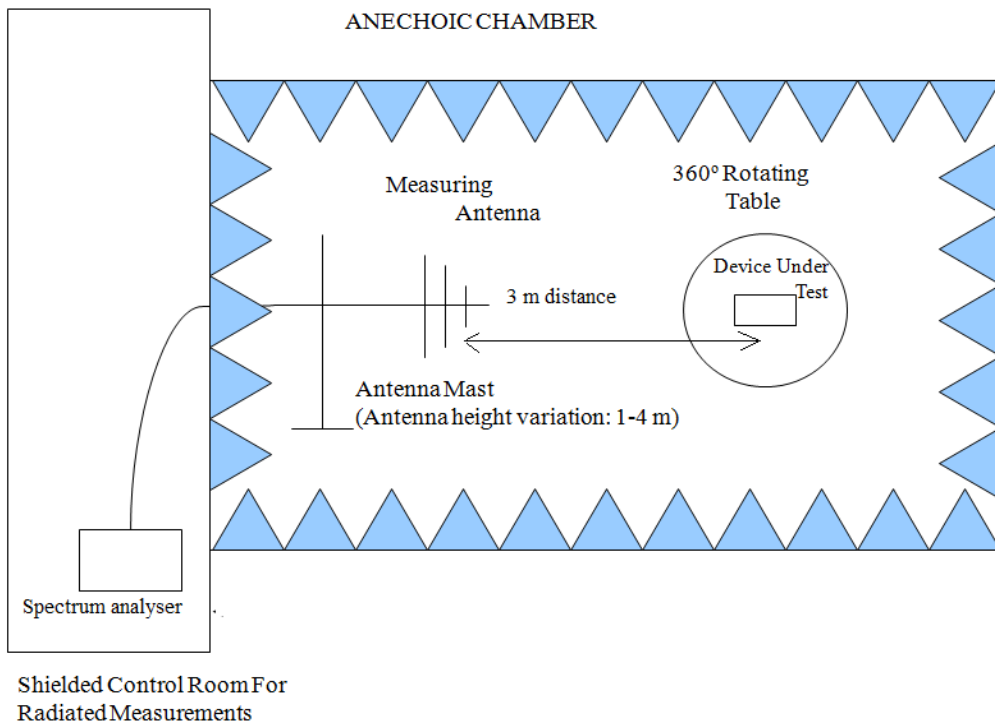 ANECHOIC CHAMBER
Measuring
Antenna
360º Rotating
Table
Device Under
Test
3 m distance
Antenna Mast
(Antenna height variation: 1-4 m)
Spectrum analyser
Shielded Control Room For
Radiated Measurements